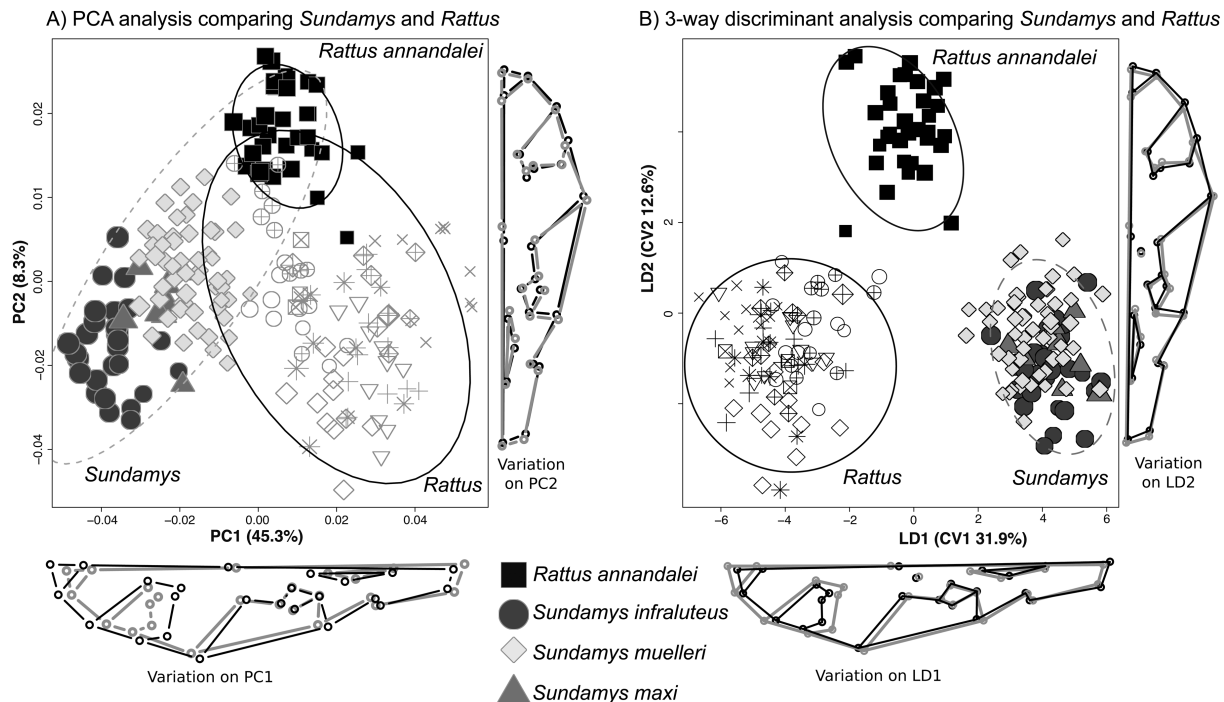 A) PCA analysis comparing Sundamys and Rattus
B) 3-way discriminant analysis comparing Sundamys and Rattus
Rattus annandalei
Sundamys
Rattus
PC2 (8.3%)
0.02
0.01
0.00
−0.02
−0.04
−0.04
−0.02
0.00
0.02
0.04
PC1 (45.3%)
Variation
on PC2
Variation on PC1
Rattus annandalei
Rattus
Sundamys
LD2 (CV2 12.6%)
2
0
−6
−4
−2
0
2
4
6
LD1 (CV1 31.9%)
Variation
on LD2
Variation on LD1
Rattus annandalei
Sundamys infraluteus
Sundamys muelleri
Sundamys maxi